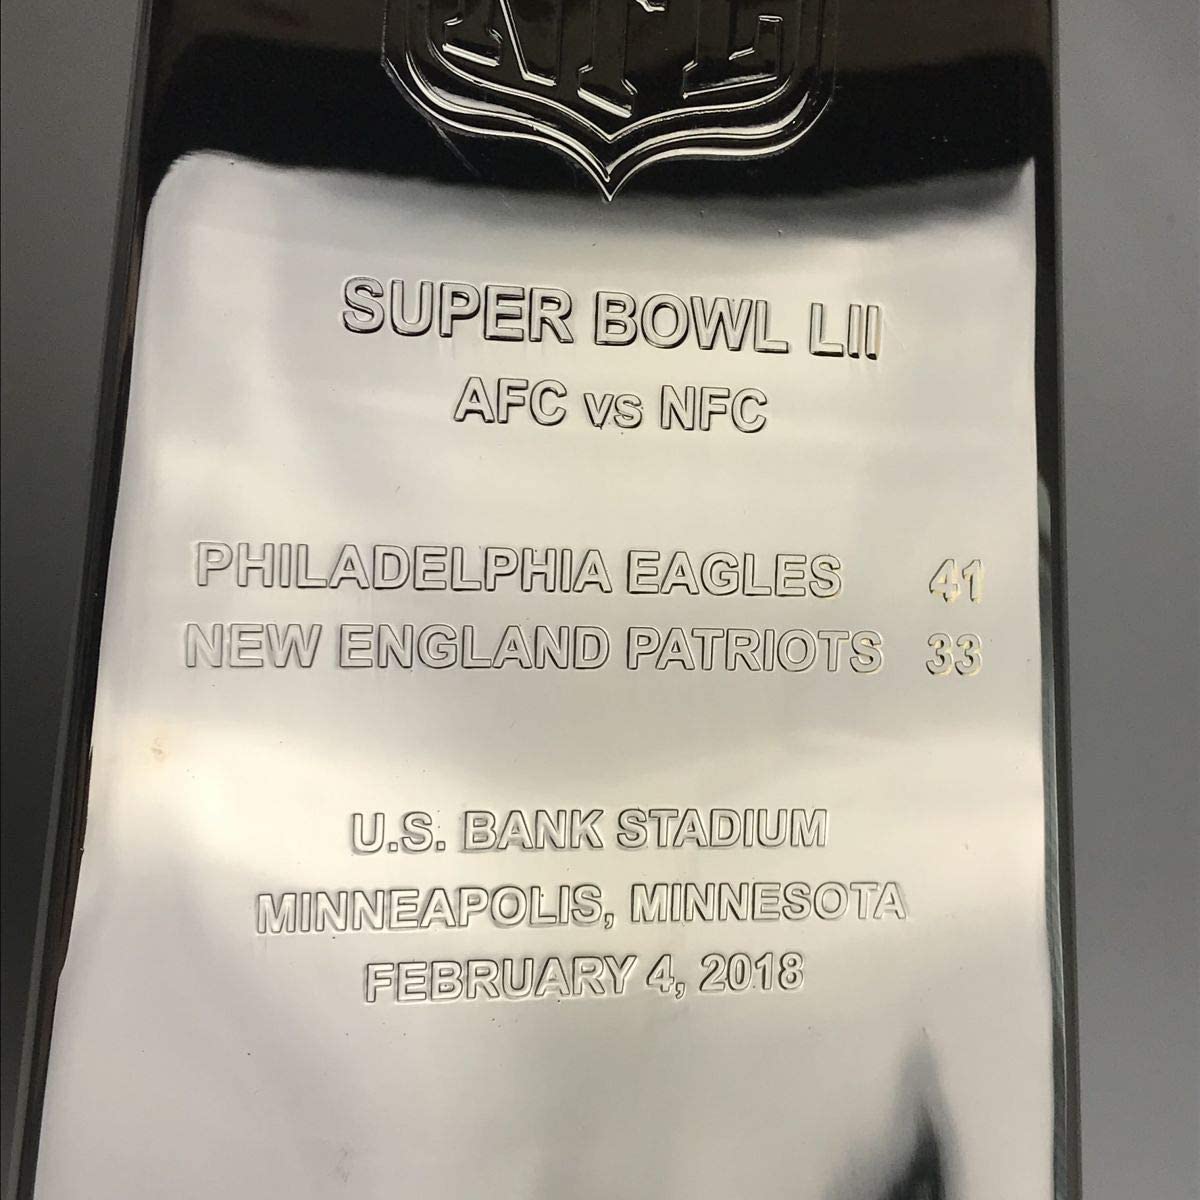 NFL
SUPER BOWL LII
AFC vs NFC
PHILADELPHIA EAGLES 41
NEW ENGLAND PATRIOTS 33
U.S. BANK STADIUM
MINNEAPOLIS, MINNESOTA
FEBRUARY 4, 2018